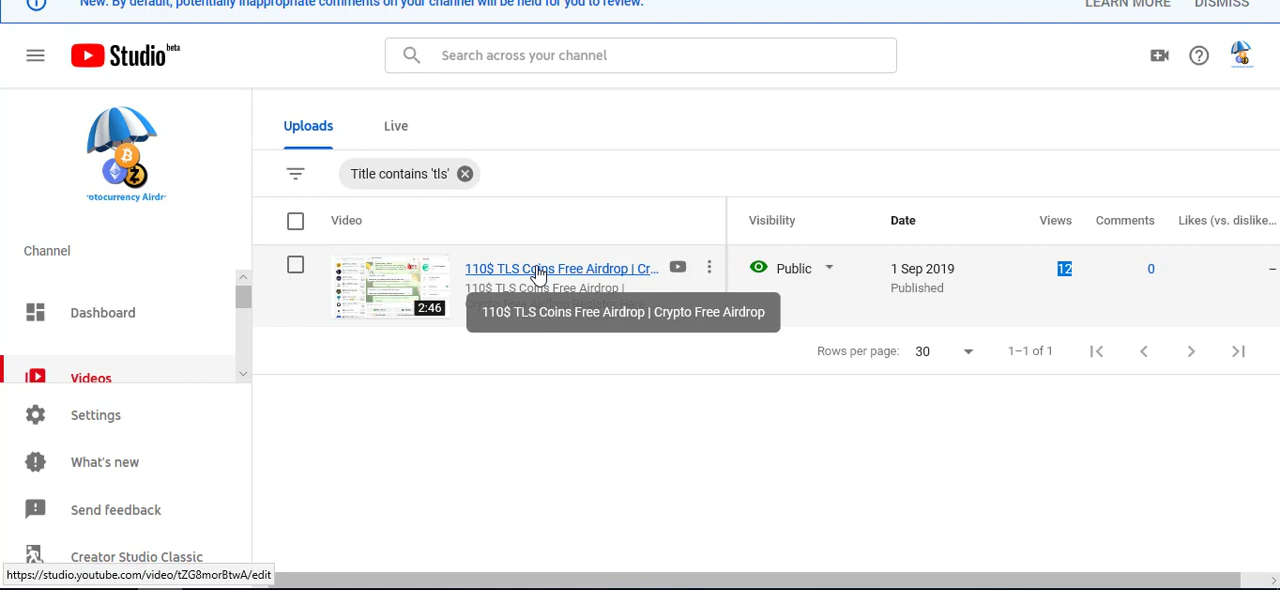 New: By default, potentially inappropriate comments on your channel will be held for you to review.
LEARN MORE
DISMISS
Studio beta
Search across your channel
otocurrency Airdr
Channel
Dashboard
Videos
Settings
What's new
Send feedback
Creator Studio Classic
https://studio.youtube.com/video/tZG8morBtwA/edit
Uploads
Live
Title contains 'tls'
Video
Visibility
Date
Views
Comments
Likes (vs. dislike...
2:46
110$ TLS Coins Free Airdrop | Cr...
110$ TLS Coins Free Airdrop |
110$ TLS Coins Free Airdrop | Crypto Free Airdrop
Public
1 Sep 2019
Published
12
0
–
Rows per page:
30
1–1 of 1